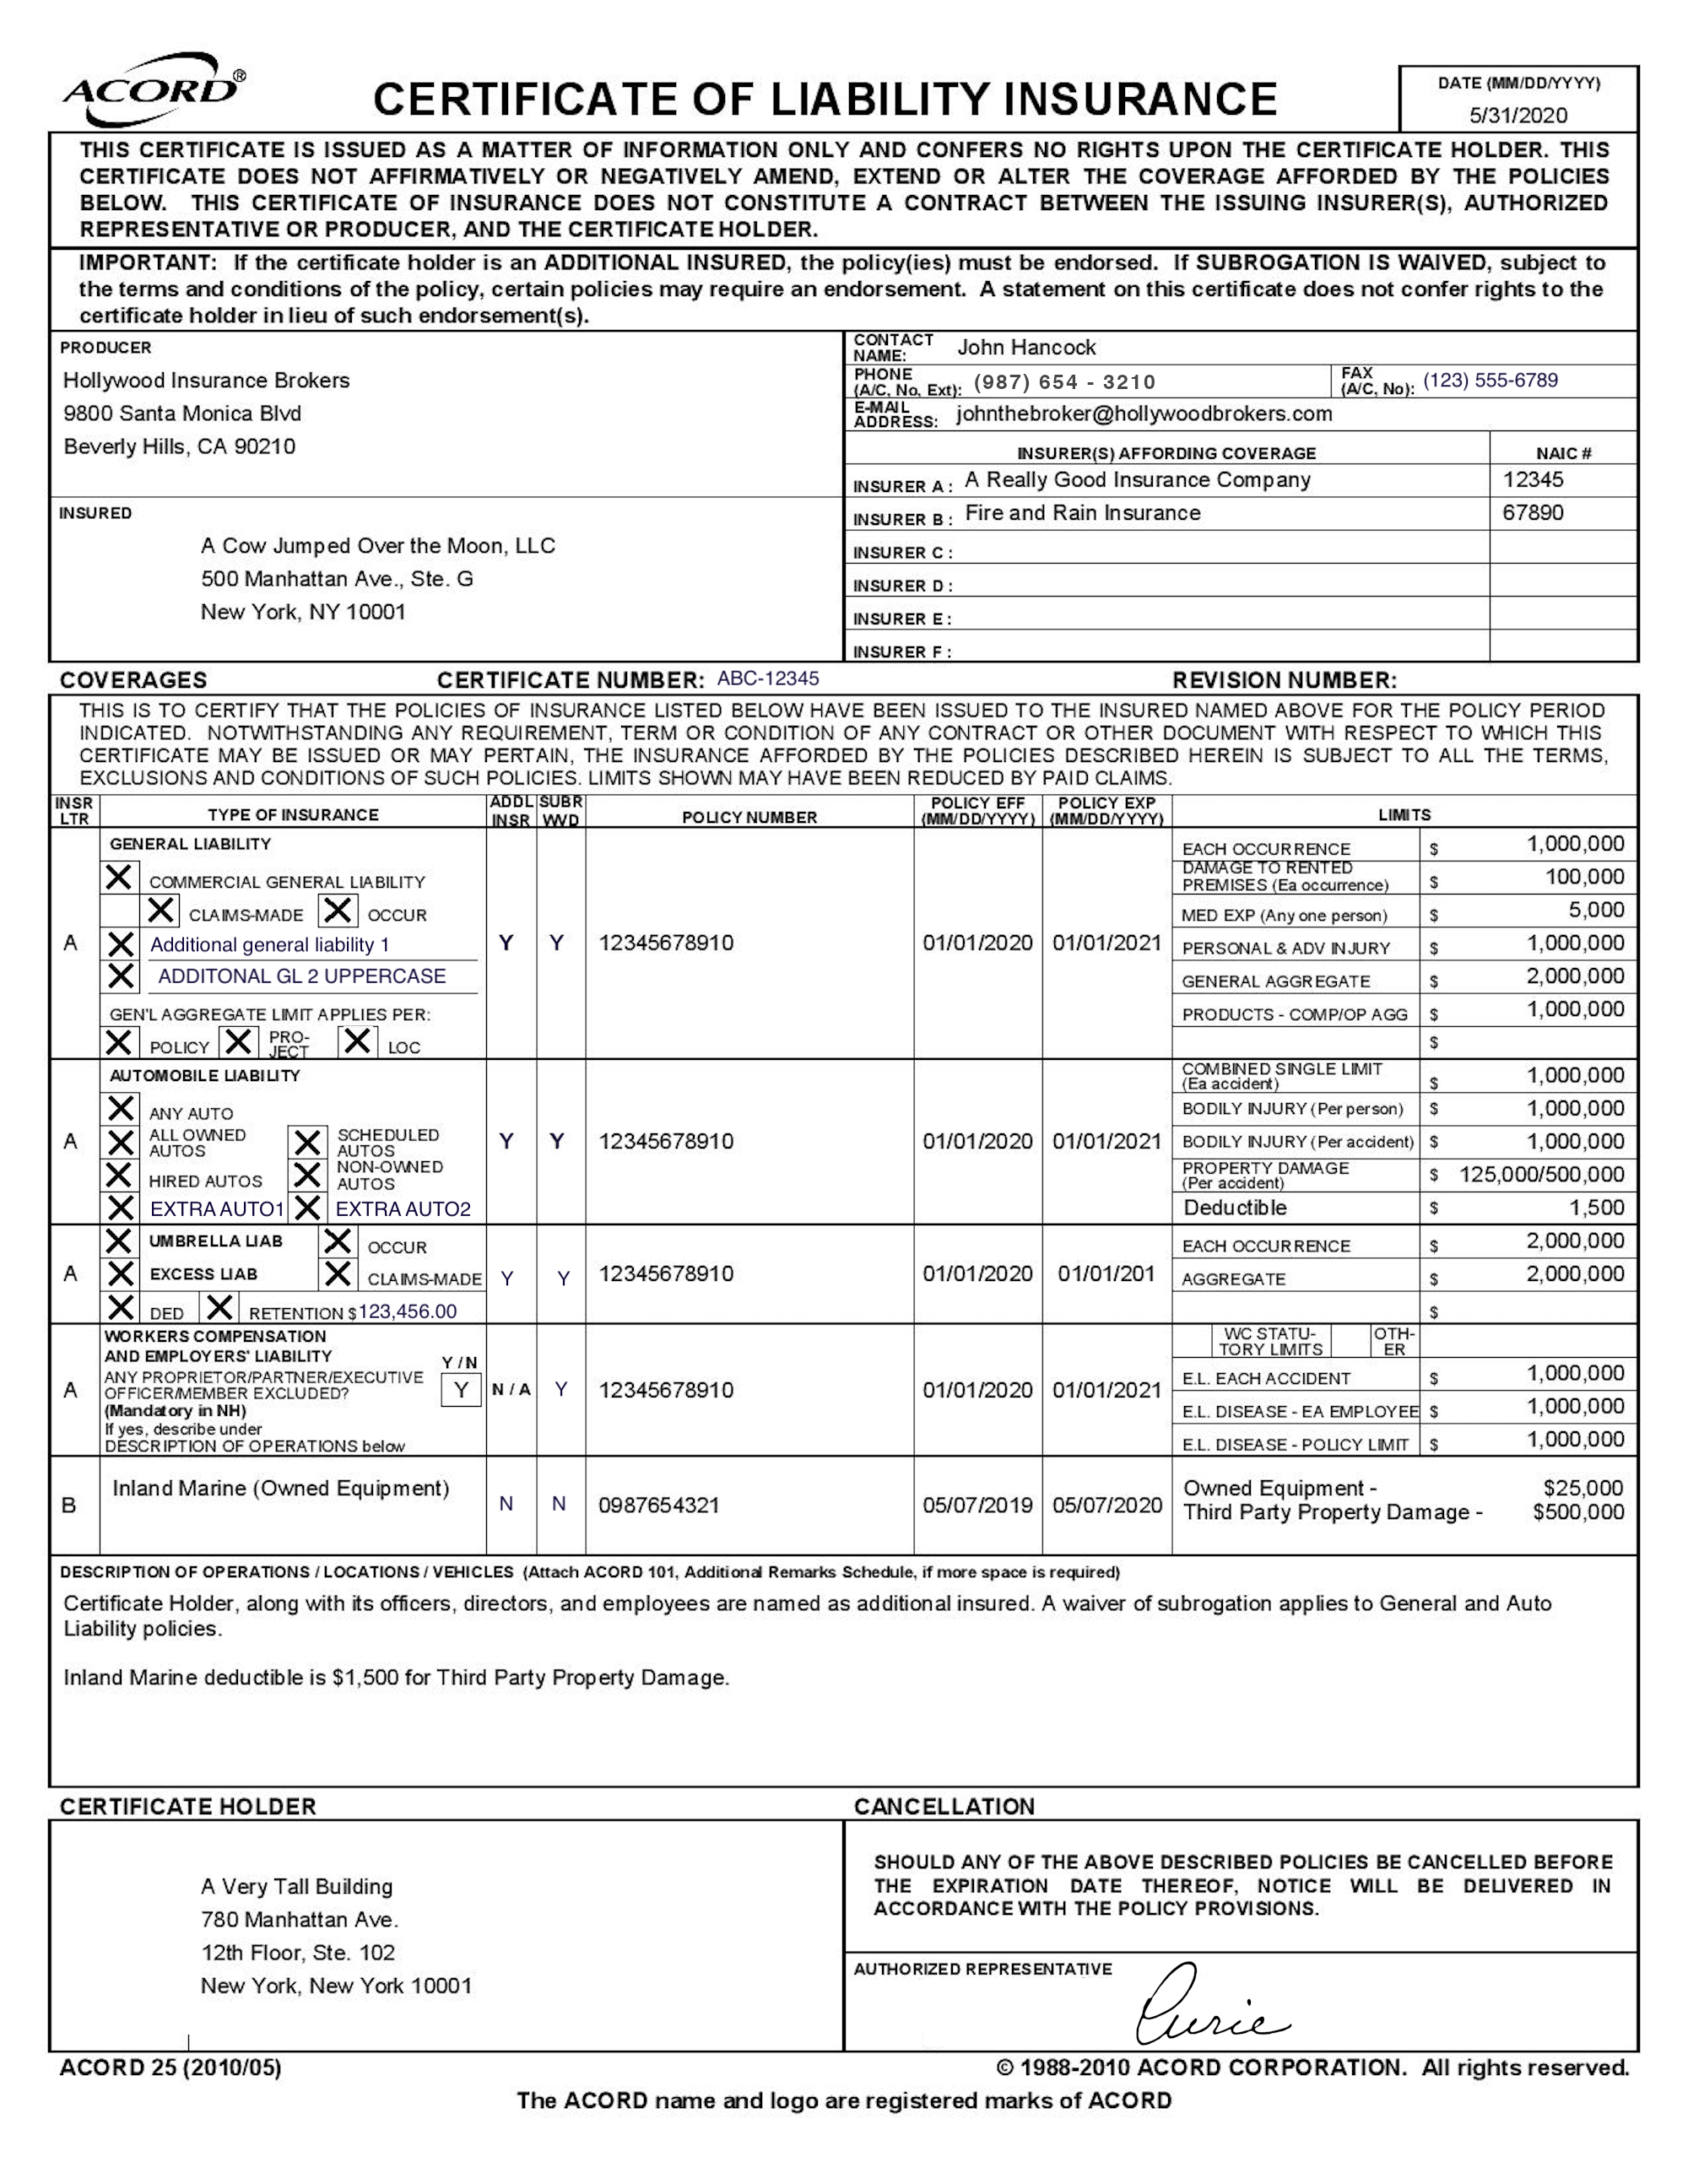 ACORD®
CERTIFICATE OF LIABILITY INSURANCE
DATE (MM/DD/YYYY)
5/31/2020
THIS CERTIFICATE IS ISSUED AS A MATTER OF INFORMATION ONLY AND CONFERS NO RIGHTS UPON THE CERTIFICATE HOLDER. THIS
CERTIFICATE DOES NOT AFFIRMATIVELY OR NEGATIVELY AMEND, EXTEND OR ALTER THE COVERAGE AFFORDED BY THE POLICIES
BELOW. THIS CERTIFICATE OF INSURANCE DOES NOT CONSTITUTE A CONTRACT BETWEEN THE ISSUING INSURER(S), AUTHORIZED
REPRESENTATIVE OR PRODUCER, AND THE CERTIFICATE HOLDER.
IMPORTANT: If the certificate holder is an ADDITIONAL INSURED, the policy(ies) must be endorsed. If SUBROGATION IS WAIVED, subject to
the terms and conditions of the policy, certain policies may require an endorsement. A statement on this certificate does not confer rights to the
certificate holder in lieu of such endorsement(s).
PRODUCER
Hollywood Insurance Brokers
9800 Santa Monica Blvd
Beverly Hills, CA 90210
CONTACT NAME: John Hancock
PHONE (A/C, No, Ext): (987) 654 - 3210
FAX (A/C, No): (123) 555-6789
E-MAIL ADDRESS: johnthebroker@hollywoodbrokers.com
INSURER(S) AFFORDING COVERAGE NAIC #
INSURER A : A Really Good Insurance Company 12345
INSURER B : Fire and Rain Insurance 67890
INSURER C :
INSURER D :
INSURER E :
INSURER F :
INSURED
A Cow Jumped Over the Moon, LLC
500 Manhattan Ave., Ste. G
New York, NY 10001
COVERAGES CERTIFICATE NUMBER: ABC-12345 REVISION NUMBER:
THIS IS TO CERTIFY THAT THE POLICIES OF INSURANCE LISTED BELOW HAVE BEEN ISSUED TO THE INSURED NAMED ABOVE FOR THE POLICY PERIOD
INDICATED. NOTWITHSTANDING ANY REQUIREMENT, TERM OR CONDITION OF ANY CONTRACT OR OTHER DOCUMENT WITH RESPECT TO WHICH THIS
CERTIFICATE MAY BE ISSUED OR MAY PERTAIN, THE INSURANCE AFFORDED BY THE POLICIES DESCRIBED HEREIN IS SUBJECT TO ALL THE TERMS,
EXCLUSIONS AND CONDITIONS OF SUCH POLICIES. LIMITS SHOWN MAY HAVE BEEN REDUCED BY PAID CLAIMS.
INSR LTR TYPE OF INSURANCE ADDL INSR SUBR WVD POLICY NUMBER POLICY EFF (MM/DD/YYYY) POLICY EXP (MM/DD/YYYY) LIMITS
GENERAL LIABILITY
X COMMERCIAL GENERAL LIABILITY
X CLAIMS-MADE X OCCUR
A X Additional general liability 1 Y Y 12345678910 01/01/2020 01/01/2021
X ADDITONAL GL 2 UPPERCASE
GEN'L AGGREGATE LIMIT APPLIES PER:
X POLICY X PRO-JECT X LOC
EACH OCCURRENCE $ 1,000,000
DAMAGE TO RENTED PREMISES (Ea occurrence) $ 100,000
MED EXP (Any one person) $ 5,000
PERSONAL & ADV INJURY $ 1,000,000
GENERAL AGGREGATE $ 2,000,000
PRODUCTS - COMP/OP AGG $ 1,000,000
$
AUTOMOBILE LIABILITY
X ANY AUTO
A X ALL OWNED AUTOS X SCHEDULED AUTOS Y Y 12345678910 01/01/2020 01/01/2021
X HIRED AUTOS X NON-OWNED AUTOS
X EXTRA AUTO1 X EXTRA AUTO2
COMBINED SINGLE LIMIT (Ea accident) $ 1,000,000
BODILY INJURY (Per person) $ 1,000,000
BODILY INJURY (Per accident) $ 1,000,000
PROPERTY DAMAGE (Per accident) $ 125,000/500,000
Deductible $ 1,500
X UMBRELLA LIAB X OCCUR
A X EXCESS LIAB X CLAIMS-MADE Y Y 12345678910 01/01/2020 01/01/201
X DED X RETENTION $ 123,456.00
EACH OCCURRENCE $ 2,000,000
AGGREGATE $ 2,000,000
$
WORKERS COMPENSATION
AND EMPLOYERS' LIABILITY Y / N
A ANY PROPRIETOR/PARTNER/EXECUTIVE OFFICER/MEMBER EXCLUDED? Y N / A Y 12345678910 01/01/2020 01/01/2021
(Mandatory in NH)
If yes, describe under
DESCRIPTION OF OPERATIONS below
WC STATU-TORY LIMITS OTH-ER
E.L. EACH ACCIDENT $ 1,000,000
E.L. DISEASE - EA EMPLOYEE $ 1,000,000
E.L. DISEASE - POLICY LIMIT $ 1,000,000
B Inland Marine (Owned Equipment) N N 0987654321 05/07/2019 05/07/2020
Owned Equipment - $25,000
Third Party Property Damage - $500,000
DESCRIPTION OF OPERATIONS / LOCATIONS / VEHICLES (Attach ACORD 101, Additional Remarks Schedule, if more space is required)
Certificate Holder, along with its officers, directors, and employees are named as additional insured. A waiver of subrogation applies to General and Auto
Liability policies.
Inland Marine deductible is $1,500 for Third Party Property Damage.
CERTIFICATE HOLDER
A Very Tall Building
780 Manhattan Ave.
12th Floor, Ste. 102
New York, New York 10001
CANCELLATION
SHOULD ANY OF THE ABOVE DESCRIBED POLICIES BE CANCELLED BEFORE
THE EXPIRATION DATE THEREOF, NOTICE WILL BE DELIVERED IN
ACCORDANCE WITH THE POLICY PROVISIONS.
AUTHORIZED REPRESENTATIVE
Curie
ACORD 25 (2010/05)
© 1988-2010 ACORD CORPORATION. All rights reserved.
The ACORD name and logo are registered marks of ACORD